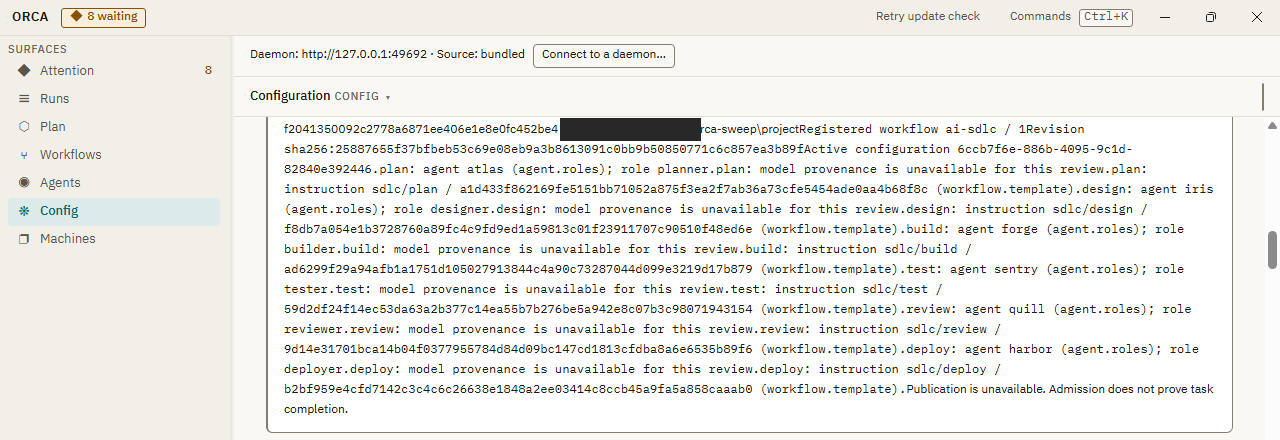 ORCA
8 waiting
Retry update check
Commands
Ctrl+K
SURFACES
Attention
8
Runs
Plan
Workflows
Agents
Config
Machines
Daemon: http://127.0.0.1:49692 · Source: bundled
Connect to a daemon...
Configuration CONFIG
f2041350092c2778a6871ee406e1e8e0fc452be4 rca-sweep\projectRegistered workflow ai-sdlc / 1Revision
sha256:25887655f37bfbeb53c69e08eb9a3b8613091c0bb9b50850771c6c857ea3b89fActive configuration 6ccb7f6e-886b-4095-9c1d-
82840e392446.plan: agent atlas (agent.roles); role planner.plan: model provenance is unavailable for this review.plan:
instruction sdlc/plan / a1d433f862169fe5151bb71052a875f3ea2f7ab36a73cfe5454ade0aa4b68f8c (workflow.template).design: agent iris
(agent.roles); role designer.design: model provenance is unavailable for this review.design: instruction sdlc/design /
f8db7a054e1b3728760a89fc4c9fd9ed1a59813c01f23911707c90510f48ed6e (workflow.template).build: agent forge (agent.roles); role
builder.build: model provenance is unavailable for this review.build: instruction sdlc/build /
ad6299f29a94afb1a1751d105027913844c4a90c73287044d099e3219d17b879 (workflow.template).test: agent sentry (agent.roles); role
tester.test: model provenance is unavailable for this review.test: instruction sdlc/test /
59d2df24f14ec53da63a2b377c14ea55b7b276be5a942e8c07b3c98071943154 (workflow.template).review: agent quill (agent.roles); role
reviewer.review: model provenance is unavailable for this review.review: instruction sdlc/review /
9d14e31701bca14b04f0377955784d84d09bc147cd1813cfdba8a6e6535b89f6 (workflow.template).deploy: agent harbor (agent.roles); role
deployer.deploy: model provenance is unavailable for this review.deploy: instruction sdlc/deploy /
b2bf959e4cfd7142c3c4c6c26638e1848a2ee03414c8ccb45a9fa5a858caaab0 (workflow.template).Publication is unavailable. Admission does not prove task
completion.